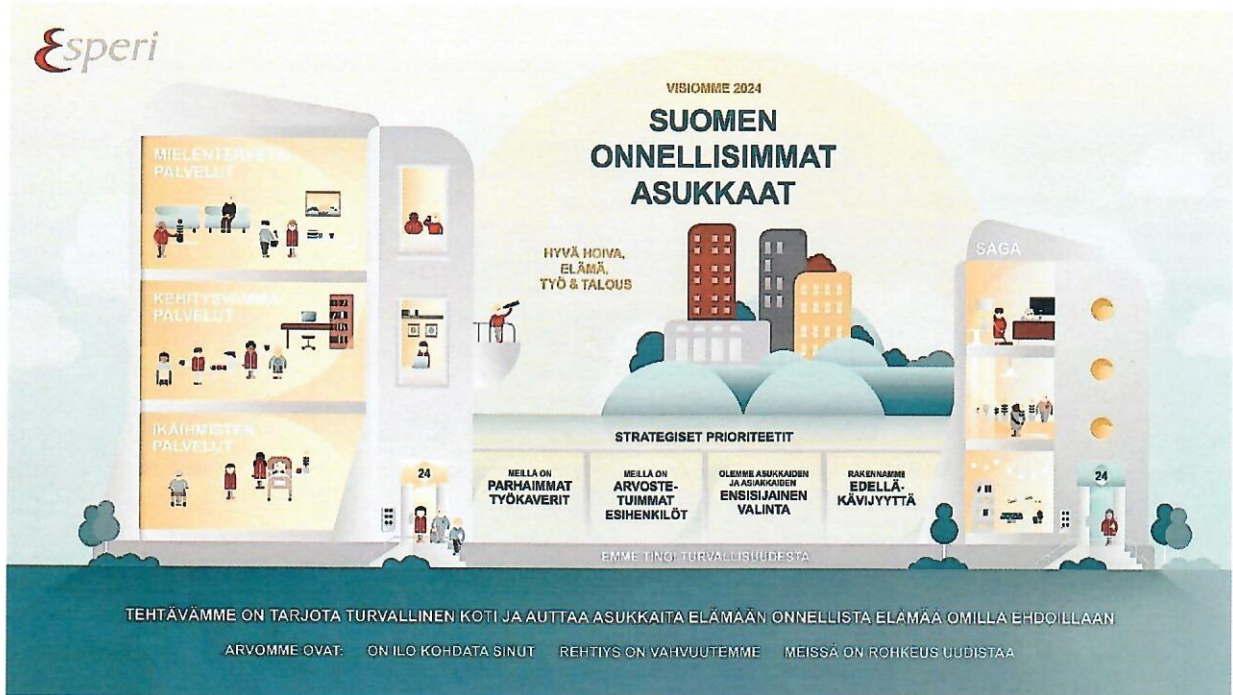 Esperi
VISIOMME 2024
SUOMEN
ONNELLISIMMAT
ASUKKAAT
HYVÄ HOIVA,
ELÄMÄ,
TYÖ & TALOUS
MIELENTERVEYS
PALVELUT
KEHITYSVAMMA
PALVELUT
IKÄIHMISTEN
PALVELUT
SAGA
24
24
STRATEGISET PRIORITEETIT
MEILLÄ ON
PARHAIMMAT
TYÖKAVERIT
MEILLÄ ON
ARVOSTE-
TUIMMAT
ESIHENKILÖT
OLEMME ASUKKAIDEN
JA ASIAKKAIDEN
ENSISIJAINEN
VALINTA
RAKENNAMME
EDELLÄ-
KÄVIJYYTTÄ
EMME TINGI TURVALLISUUDESTA
TEHTÄVÄMME ON TARJOTA TURVALLINEN KOTI JA AUTTAA ASUKKAITA ELÄMÄÄN ONNELLISTA ELÄMÄÄ OMILLA EHDOILLAAN
ARVOMME OVAT: ON ILO KOHDATA SINUT REHTIYS ON VAHVUUTEMME MEISSÄ ON ROHKEUS UUDISTAA